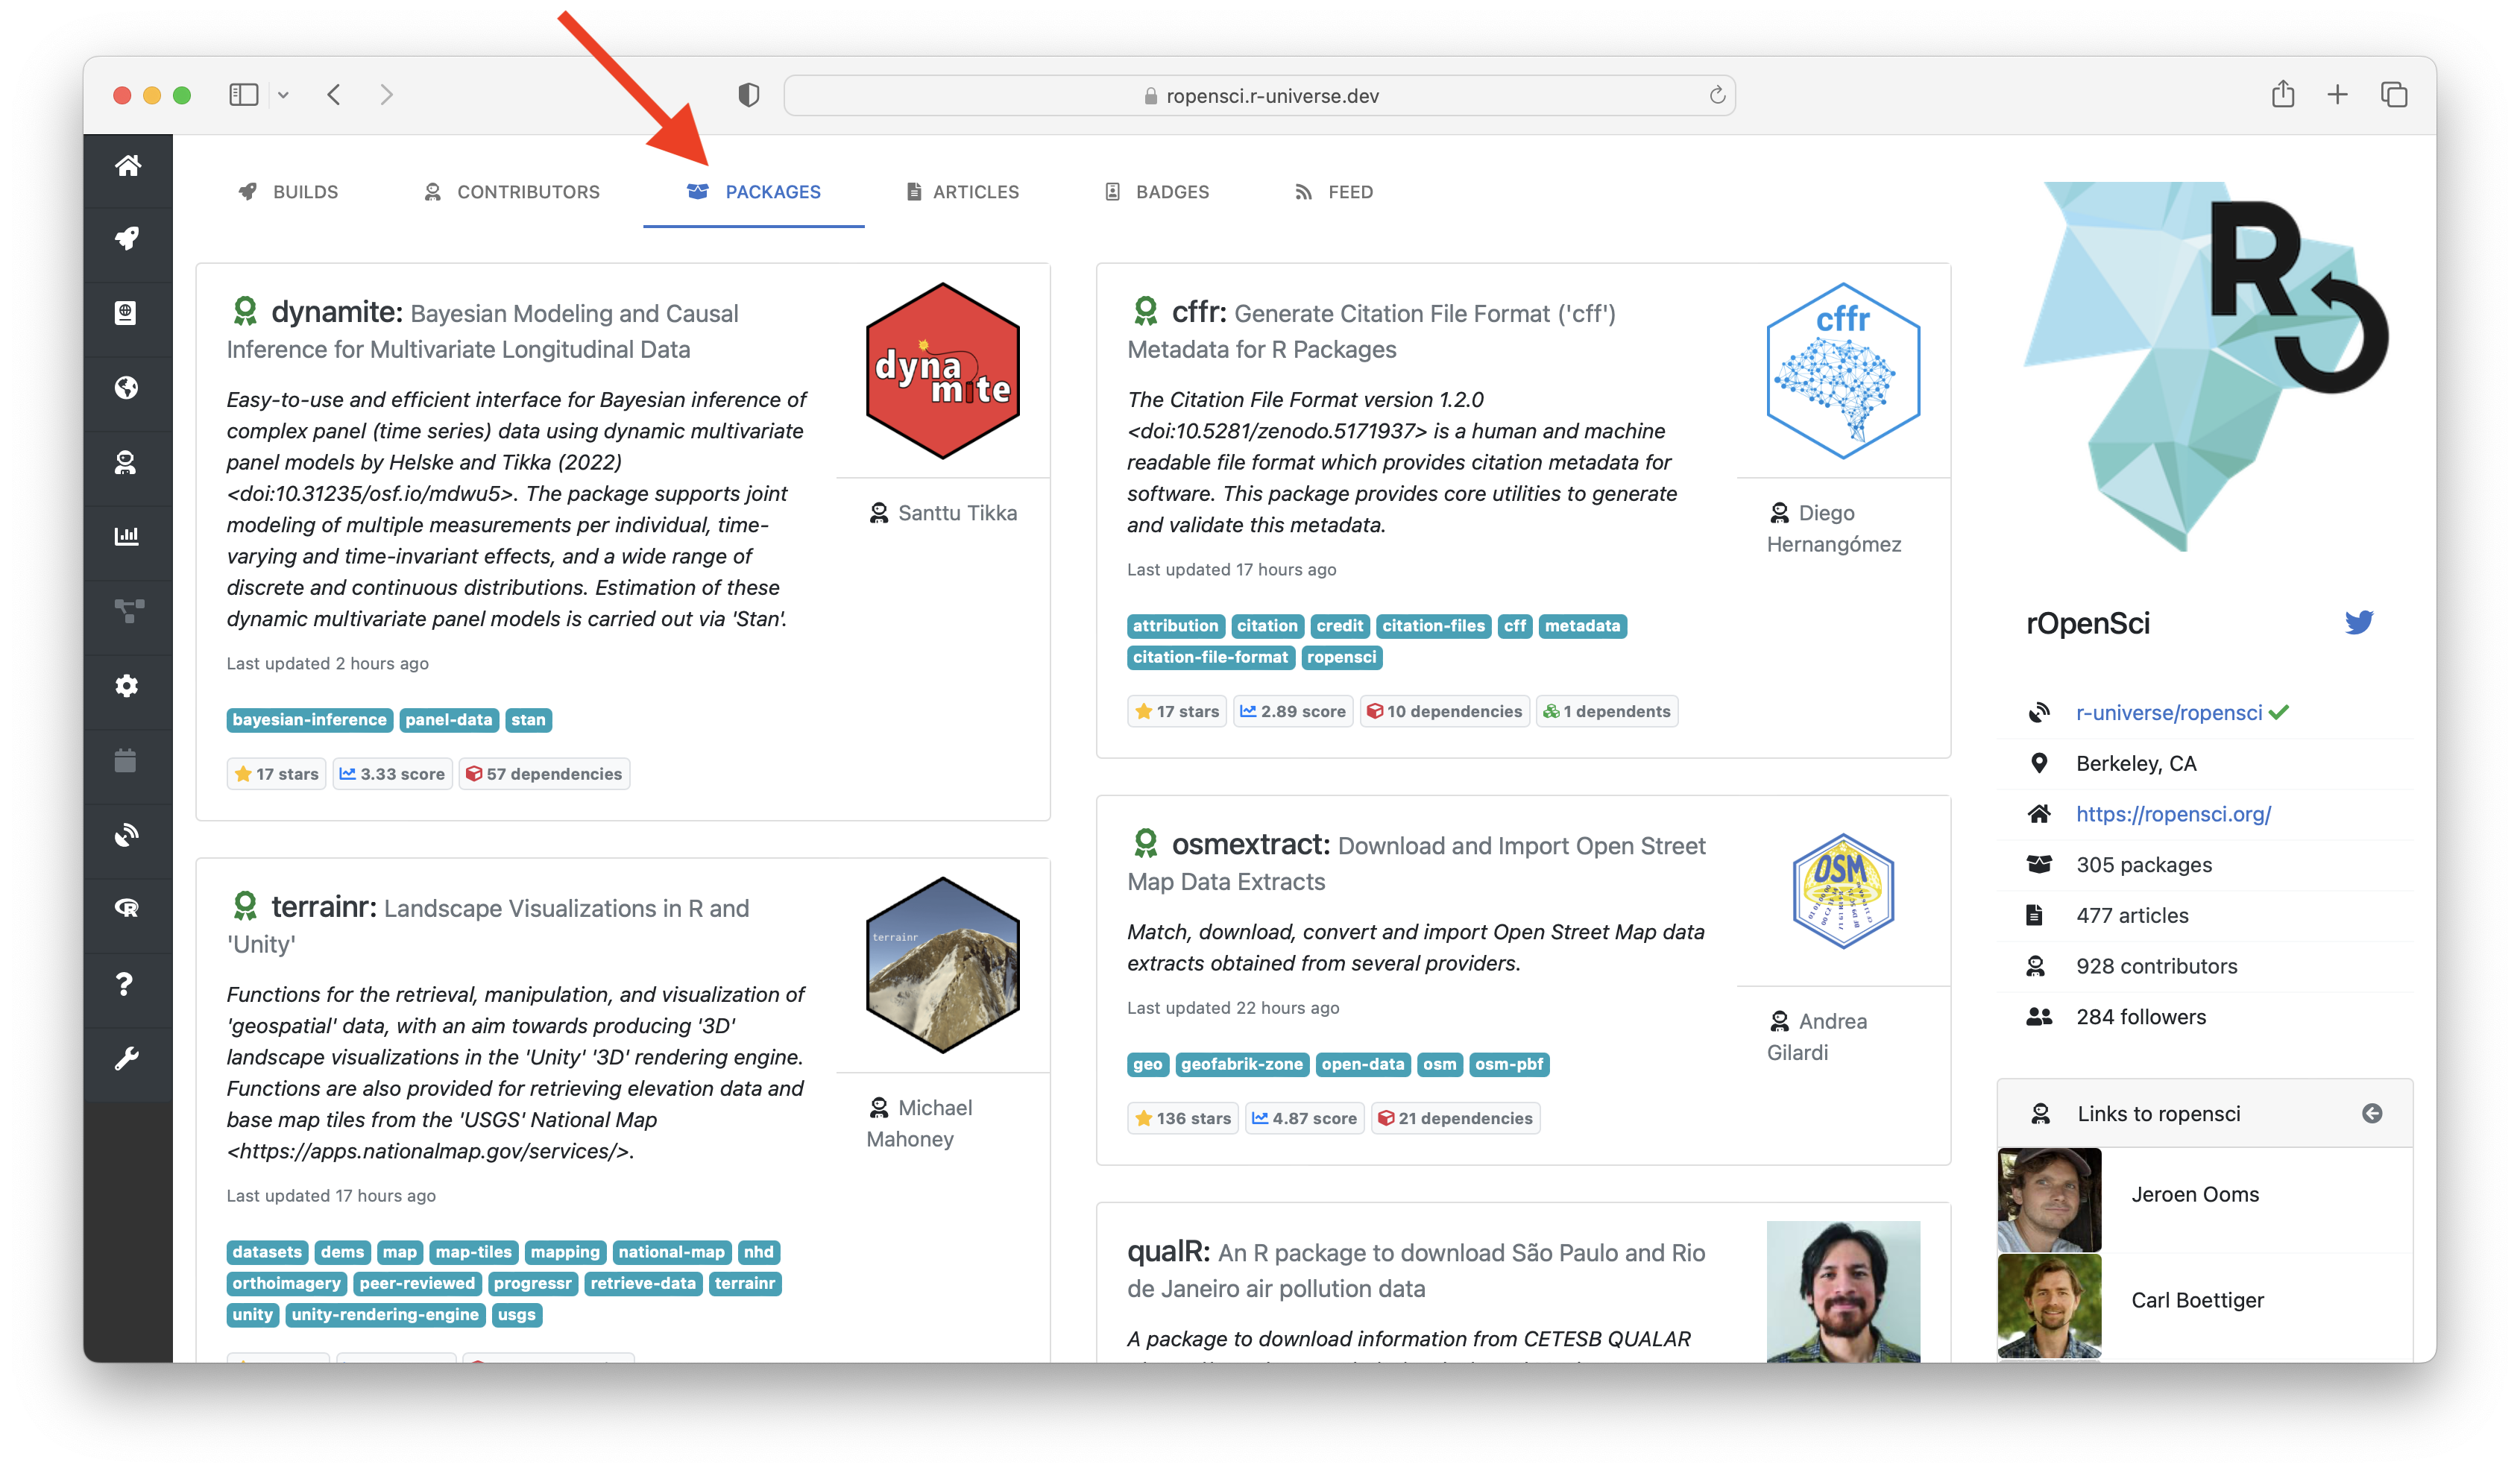 ropensci.r-universe.dev
BUILDS
CONTRIBUTORS
PACKAGES
ARTICLES
BADGES
FEED
dynamite: Bayesian Modeling and Causal
Inference for Multivariate Longitudinal Data
Easy-to-use and efficient interface for Bayesian inference of
complex panel (time series) data using dynamic multivariate
panel models by Helske and Tikka (2022)
<doi:10.31235/osf.io/mdwu5>. The package supports joint
modeling of multiple measurements per individual, time-
varying and time-invariant effects, and a wide range of
discrete and continuous distributions. Estimation of these
dynamic multivariate panel models is carried out via 'Stan'.
Last updated 2 hours ago
bayesian-inference panel-data stan
17 stars 3.33 score 57 dependencies
dyna
mite
Santtu Tikka
terrainr: Landscape Visualizations in R and
'Unity'
Functions for the retrieval, manipulation, and visualization of
'geospatial' data, with an aim towards producing '3D'
landscape visualizations in the 'Unity' '3D' rendering engine.
Functions are also provided for retrieving elevation data and
base map tiles from the 'USGS' National Map
<https://apps.nationalmap.gov/services/>.
Last updated 17 hours ago
datasets dems map map-tiles mapping national-map nhd
orthoimagery peer-reviewed progressr retrieve-data terrainr
unity unity-rendering-engine usgs
terrainr
Michael
Mahoney
cffr: Generate Citation File Format ('cff')
Metadata for R Packages
The Citation File Format version 1.2.0
<doi:10.5281/zenodo.5171937> is a human and machine
readable file format which provides citation metadata for
software. This package provides core utilities to generate
and validate this metadata.
Last updated 17 hours ago
attribution citation credit citation-files cff metadata
citation-file-format ropensci
17 stars 2.89 score 10 dependencies 1 dependents
cffr
Diego
Hernangómez
osmextract: Download and Import Open Street
Map Data Extracts
Match, download, convert and import Open Street Map data
extracts obtained from several providers.
Last updated 22 hours ago
geo geofabrik-zone open-data osm osm-pbf
136 stars 4.87 score 21 dependencies
OSM
Andrea
Gilardi
qualR: An R package to download São Paulo and Rio
de Janeiro air pollution data
A package to download information from CETESB QUALAR
R
rOpenSci
r-universe/ropensci
Berkeley, CA
https://ropensci.org/
305 packages
477 articles
928 contributors
284 followers
Links to ropensci
Jeroen Ooms
Carl Boettiger